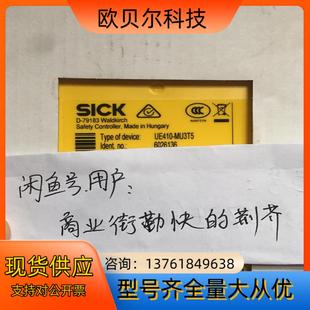 欧贝尔科技
SICK
D-79183 Waldkirch
Safety Controller, Made in Hungary
Type of device: UE410-MU3T5
Ident. no.: 6026136
闲鱼号.用户:
商业街勤快的荆芥
现货供应
支持对公开票
咨询:13761849638
型号齐全量大从优